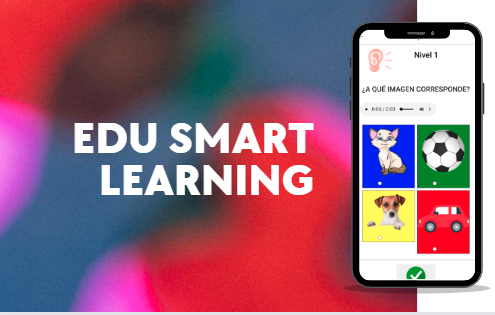 EDU SMART
LEARNING
Nivel 1
¿A QUÉ IMAGEN CORRESPONDE?
0:00 / 0:03